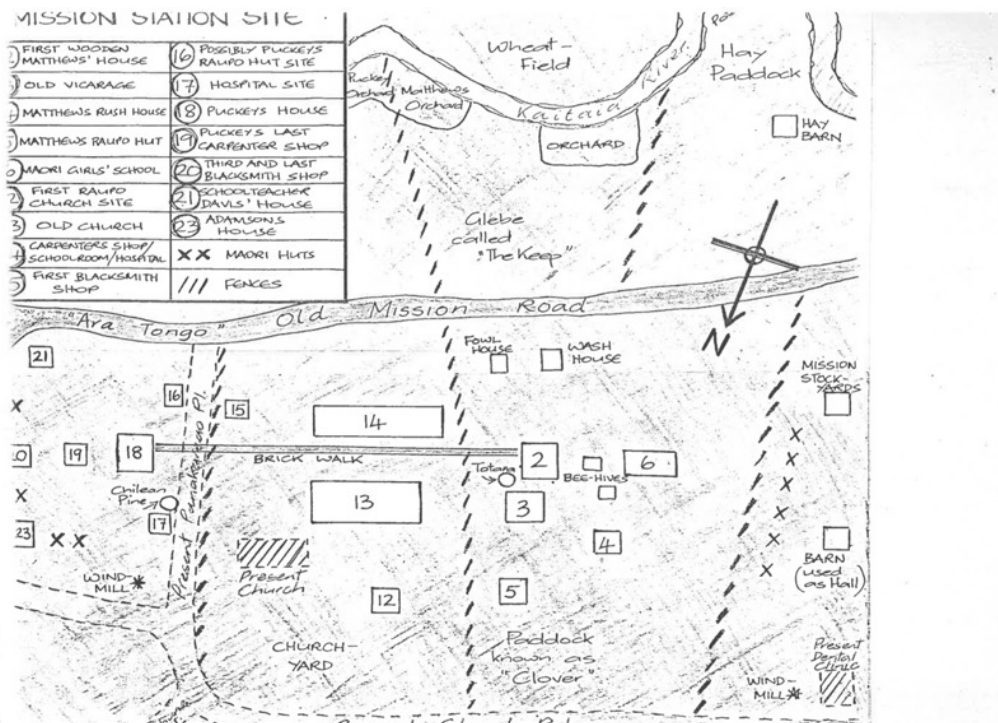 MISSION STATION SITE
FIRST WOODEN
MATTHEWS' HOUSE
OLD VICARAGE
MATTHEWS RUSH HOUSE
MATTHEWS RAUPO HUT
MAORI GIRLS' SCHOOL
FIRST RAUPO
CHURCH SITE
OLD CHURCH
CARPENTERS SHOP/
SCHOOLROOM/HOSPITAL
FIRST BLACKSMITH
SHOP
16 POSSIBLY PUCKEYS
RAUPO HUT SITE
17 HOSPITAL SITE
18 PUCKEYS HOUSE
19 PUCKEYS LAST
CARPENTER SHOP
20 THIRD AND LAST
BLACKSMITH SHOP
21 SCHOOLTEACHER
DAVIS' HOUSE
23 ADAMSONS
HOUSE
XX MAORI HUTS
/// FENCES
Wheat-
Field
Hay
Paddock
Puckey
Orchard
Matthews
Orchard
Kaitaia River
ORCHARD
HAY
BARN
Glebe
called
"The Keep"
N
"Ara Tongo"
Old Mission Road
21
16
15
14
FOWL
HOUSE
WASH
HOUSE
MISSION
STOCK-
YARDS
20
19
18
BRICK WALK
2
6
Totara
BEE-HIVES
Chilean
Pine
17
13
3
4
23
WIND-
MILL
Present
Church
12
5
BARN
(used
as Hall)
CHURCH-
YARD
Paddock
known as
"Clover"
Present
Dental
Clinic
WIND-
MILL